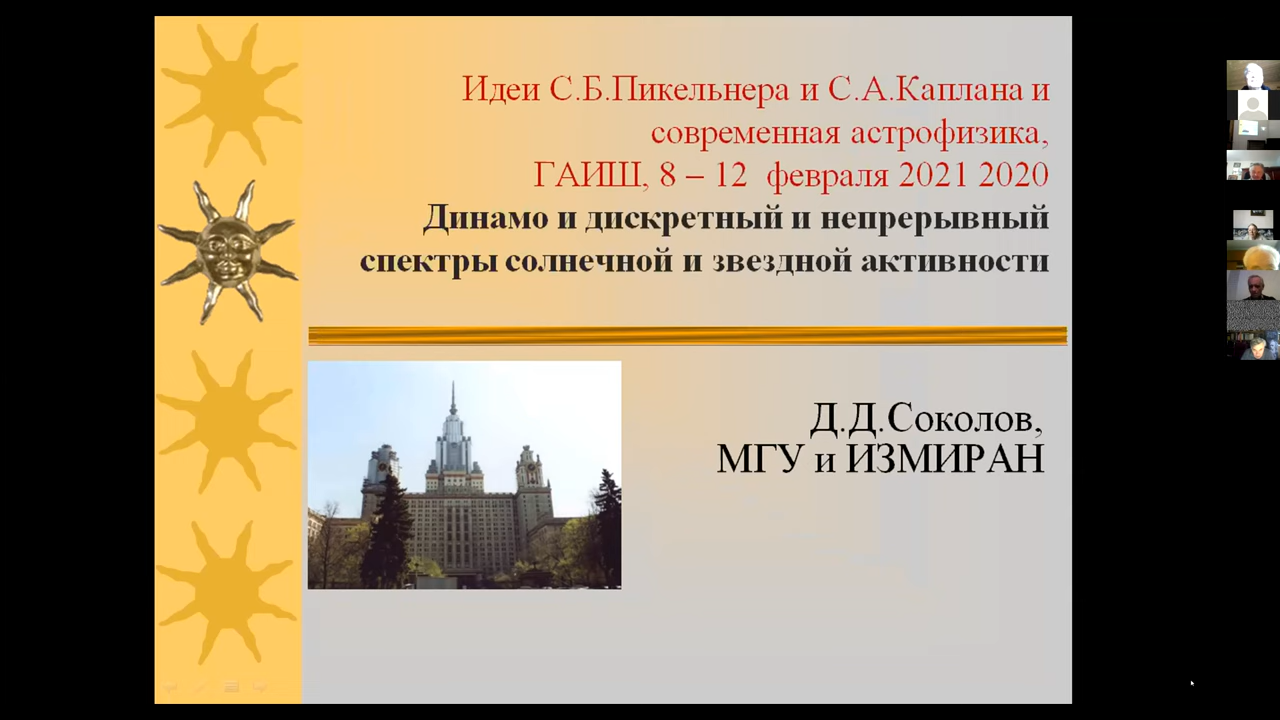 Идеи С.Б.Пикельнера и С.А.Каплана и
современная астрофизика,
ГАИШ, 8 – 12 февраля 2021 2020
Динамо и дискретный и непрерывный
спектры солнечной и звездной активности
Д.Д.Соколов,
МГУ и ИЗМИРАН